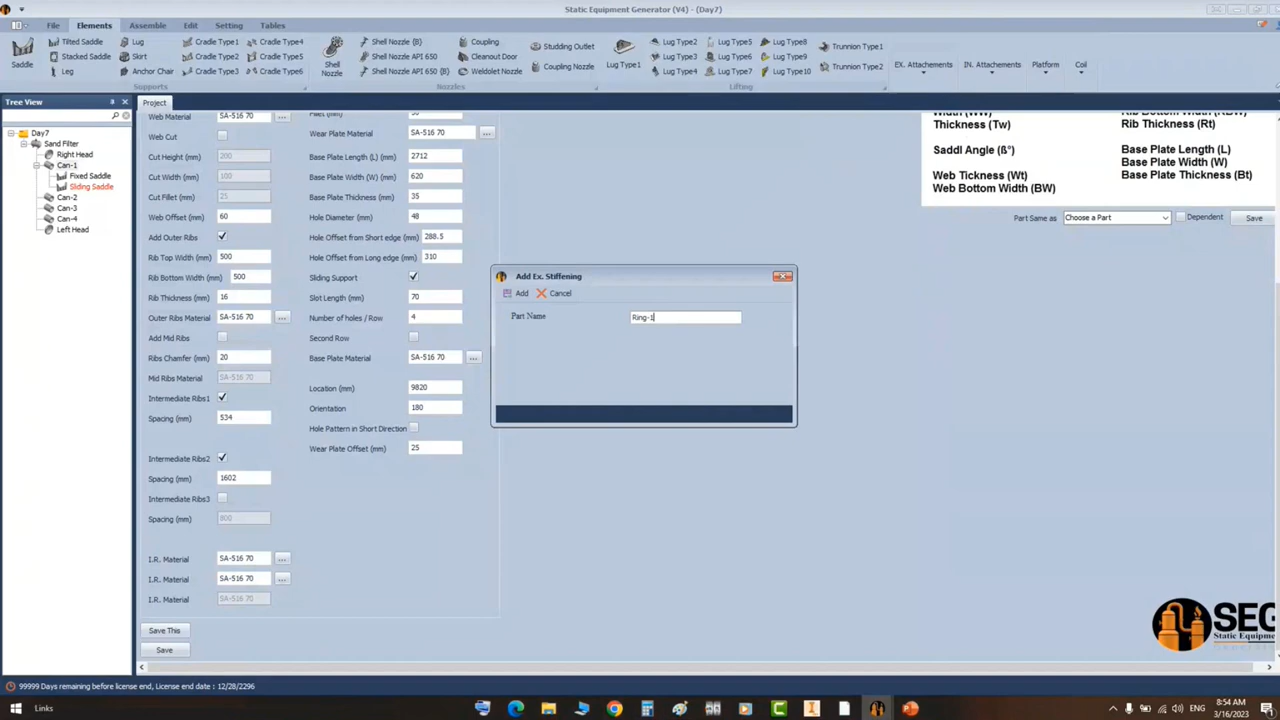 Static Equipment Generator (V4) - (Day7)
File Elements Assemble Edit Setting Tables
Saddle
Tilted Saddle
Stacked Saddle
Leg
Lug
Skirt
Anchor Chair
Cradle Type1
Cradle Type2
Cradle Type3
Cradle Type4
Cradle Type5
Cradle Type6
Supports
Shell Nozzle
Shell Nozzle {B}
Shell Nozzle API 650
Shell Nozzle API 650 {B}
Coupling
Cleanout Door
Weldolet Nozzle
Studding Outlet
Coupling Nozzle
Nozzles
Lug Type1
Lug Type2
Lug Type3
Lug Type4
Lug Type5
Lug Type6
Lug Type7
Lug Type8
Lug Type9
Lug Type10
Trunnion Type1
Trunnion Type2
Lifting
EX. Attachements
IN. Attachements
Platform
Coil
Tree View
Day7
Sand Filter
Right Head
Can-1
Fixed Saddle
Sliding Saddle
Can-2
Can-3
Can-4
Left Head
Project
Web Material SA-516 70 ...
Web Cut
Cut Height (mm) 200
Cut Width (mm) 100
Cut Fillet (mm) 25
Web Offset (mm) 60
Add Outer Ribs
Rib Top Width (mm) 500
Rib Bottom Width (mm) 500
Rib Thickness (mm) 16
Outer Ribs Material SA-516 70 ...
Add Mid Ribs
Ribs Chamfer (mm) 20
Mid Ribs Material SA-516 70
Intermediate Ribs1
Spacing (mm) 534
Intermediate Ribs2
Spacing (mm) 1602
Intermediate Ribs3
Spacing (mm) 800
I.R. Material SA-516 70 ...
I.R. Material SA-516 70 ...
I.R. Material SA-516 70
Save This
Save
Wear Plate Material SA-516 70 ...
Base Plate Length (L) (mm) 2712
Base Plate Width (W) (mm) 620
Base Plate Thickness (mm) 35
Hole Diameter (mm) 48
Hole Offset from Short edge (mm) 288.5
Hole Offset from Long edge (mm) 310
Sliding Support
Slot Length (mm) 70
Number of holes / Row 4
Second Row
Base Plate Material SA-516 70 ...
Location (mm) 9820
Orientation 180
Hole Pattern in Short Direction
Wear Plate Offset (mm) 25
Add Ex. Stiffening
Add Cancel
Part Name Ring-1
Thickness (Tw)
Saddl Angle (ß°)
Web Tickness (Wt)
Web Bottom Width (BW)
Rib Thickness (Rt)
Base Plate Length (L)
Base Plate Width (W)
Base Plate Thickness (Bt)
Part Same as Choose a Part Dependent Save
SEG
Static Equipme
99999 Days remaining before license end, License end date : 12/28/2296
Links
8:54 AM
3/16/2023